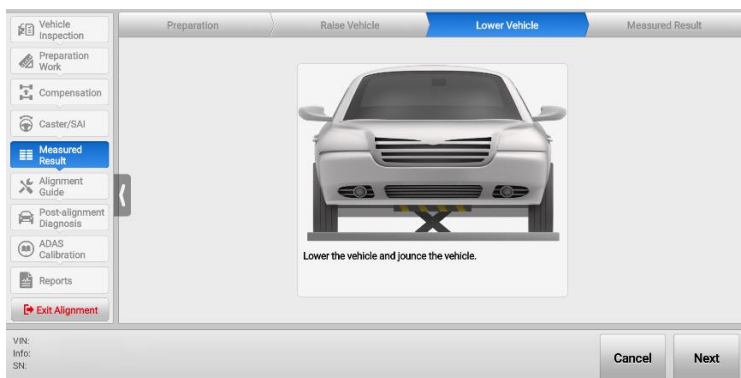 Vehicle
Inspection
Preparation
Work
Compensation
Caster/SAI
Measured
Result
Alignment
Guide
Post-alignment
Diagnosis
ADAS
Calibration
Reports
Exit Alignment
Preparation
Raise Vehicle
Lower Vehicle
Measured Result
Lower the vehicle and jounce the vehicle.
VIN:
Info:
SN:
Cancel
Next